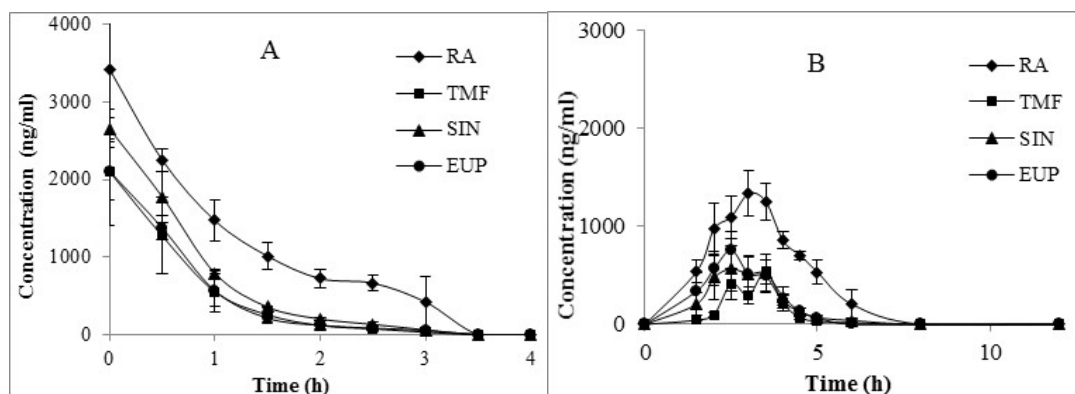 A
Concentration (ng/ml)
4000
3000
2000
1000
0
RA
TMF
SIN
EUP
0 1 2 3 4
Time (h)
B
Concentration (ng/ml)
3000
2000
1000
0
RA
TMF
SIN
EUP
0 5 10
Time (h)